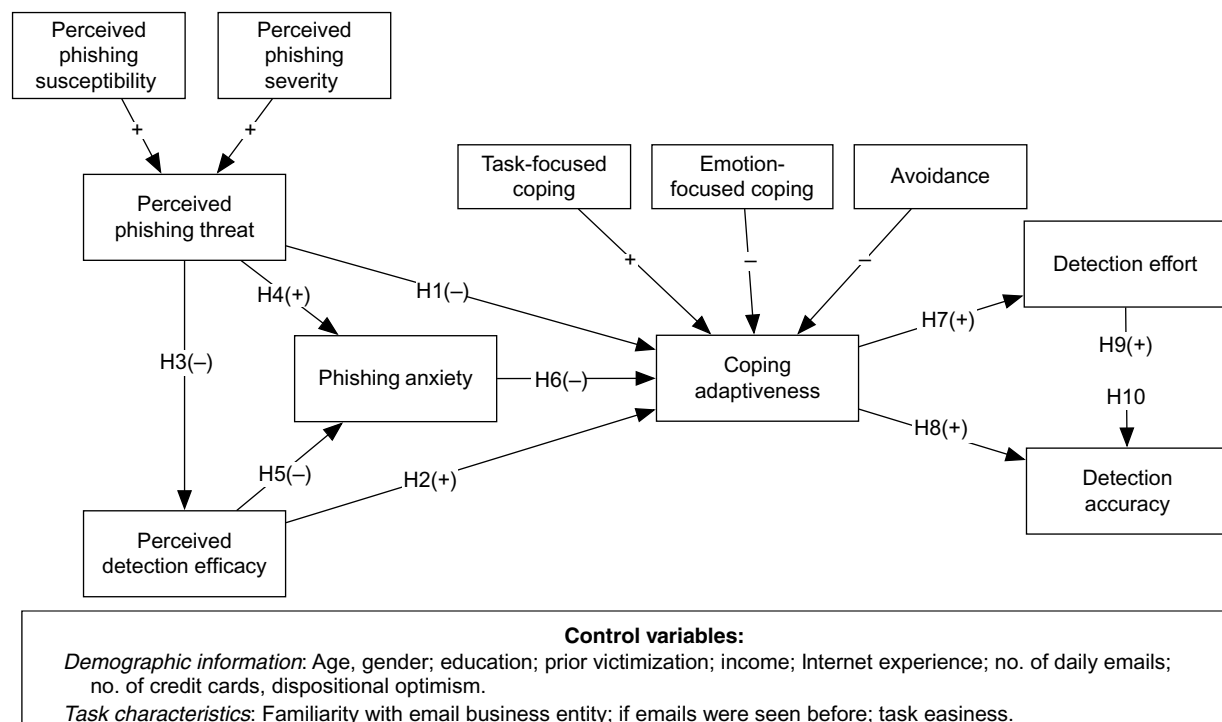 Perceived
phishing
susceptibility
Perceived
phishing
severity
+
+
Task-focused
coping
Emotion-
focused coping
Avoidance
Perceived
phishing threat
+
–
–
Detection effort
H4(+)
H1(–)
H7(+)
H9(+)
H3(–)
Phishing anxiety
H6(–)
Coping
adaptiveness
H10
H8(+)
H5(–)
H2(+)
Detection
accuracy
Perceived
detection efficacy
Control variables:
Demographic information: Age, gender; education; prior victimization; income; Internet experience; no. of daily emails;
no. of credit cards, dispositional optimism.
Task characteristics: Familiarity with email business entity; if emails were seen before; task easiness.